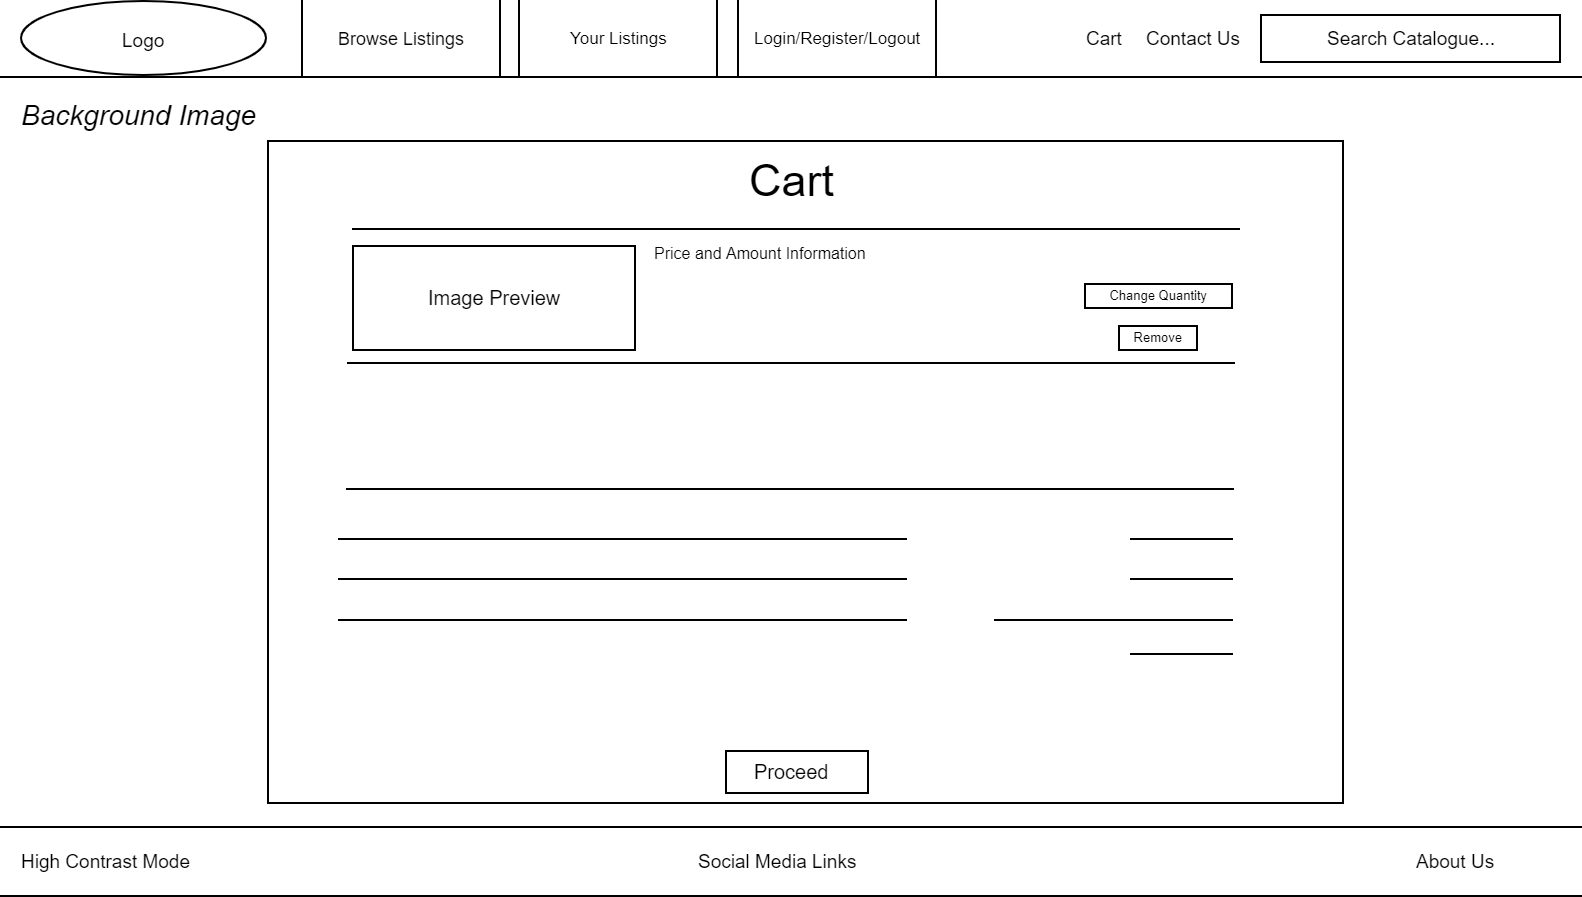 Logo
Browse Listings
Your Listings
Login/Register/Logout
Cart
Contact Us
Search Catalogue...
Background Image
Cart
Price and Amount Information
Image Preview
Change Quantity
Remove
Proceed
High Contrast Mode
Social Media Links
About Us